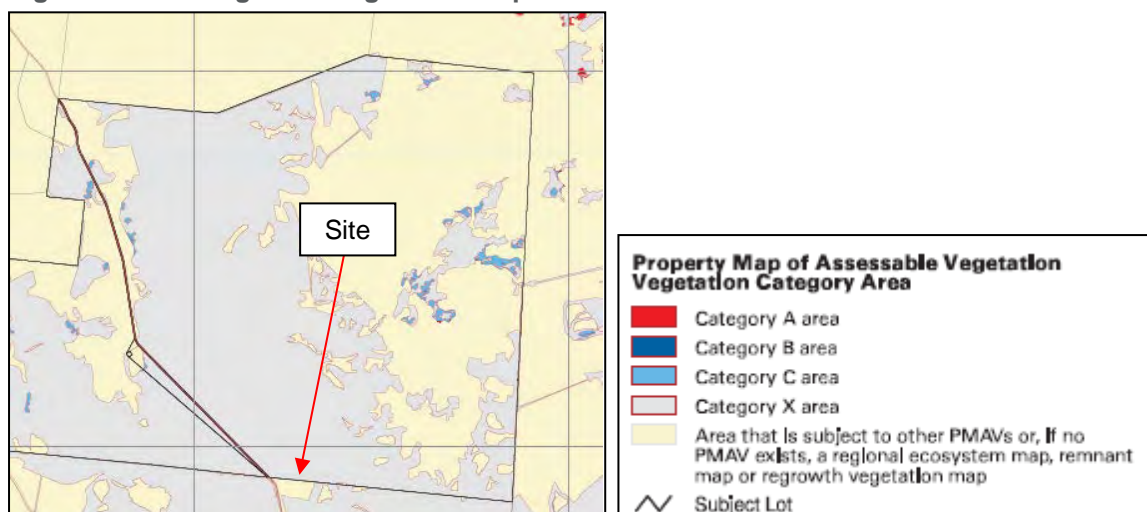 Site
Property Map of Assessable Vegetation
Vegetation Category Area
Category A area
Category B area
Category C area
Category X area
Area that is subject to other PMAVs or, if no
PMAV exists, a regional ecosystem map, remnant
map or regrowth vegetation map
Subject Lot